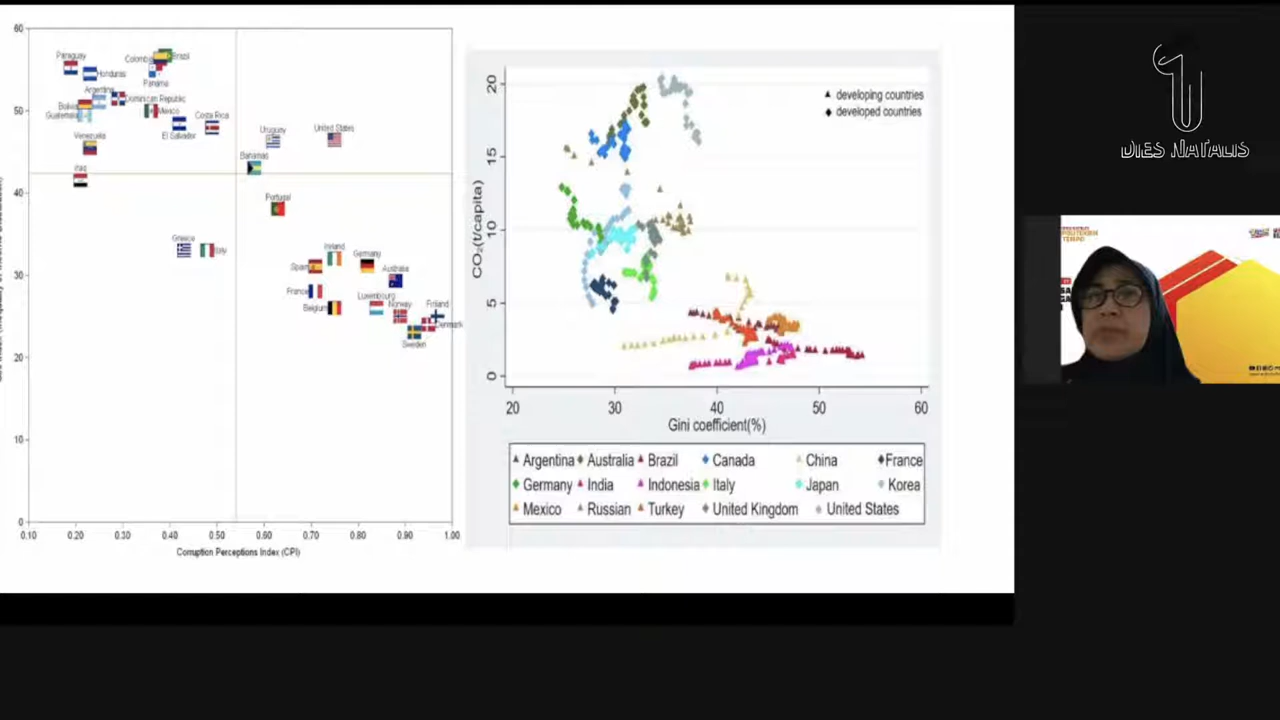 60
50
40
30
20
10
0
0.10 0.20 0.30 0.40 0.50 0.60 0.70 0.80 0.90 1.00
Corruption Perceptions Index (CPI)
Paraguay
Honduras
Brazil
Panama
Argentina
Dominican Republic
Mexico
Guatemala
Costa Rica
El Salvador
Venezuela
Iraq
Uruguay
United States
Bahamas
Portugal
Greece
Italy
Ireland
Spain
Germany
Australia
France
Belgium
Luxembourg
Norway
Finland
Denmark
Sweden
CO2(t/capita)
20
15
10
5
0
▲ developing countries
◆ developed countries
20 30 40 50 60
Gini coefficient(%)
Argentina Australia Brazil Canada China France
Germany India Indonesia Italy Japan Korea
Mexico Russian Turkey United Kingdom United States
DIES NATALIS
POLITEKNIK
TEMPO